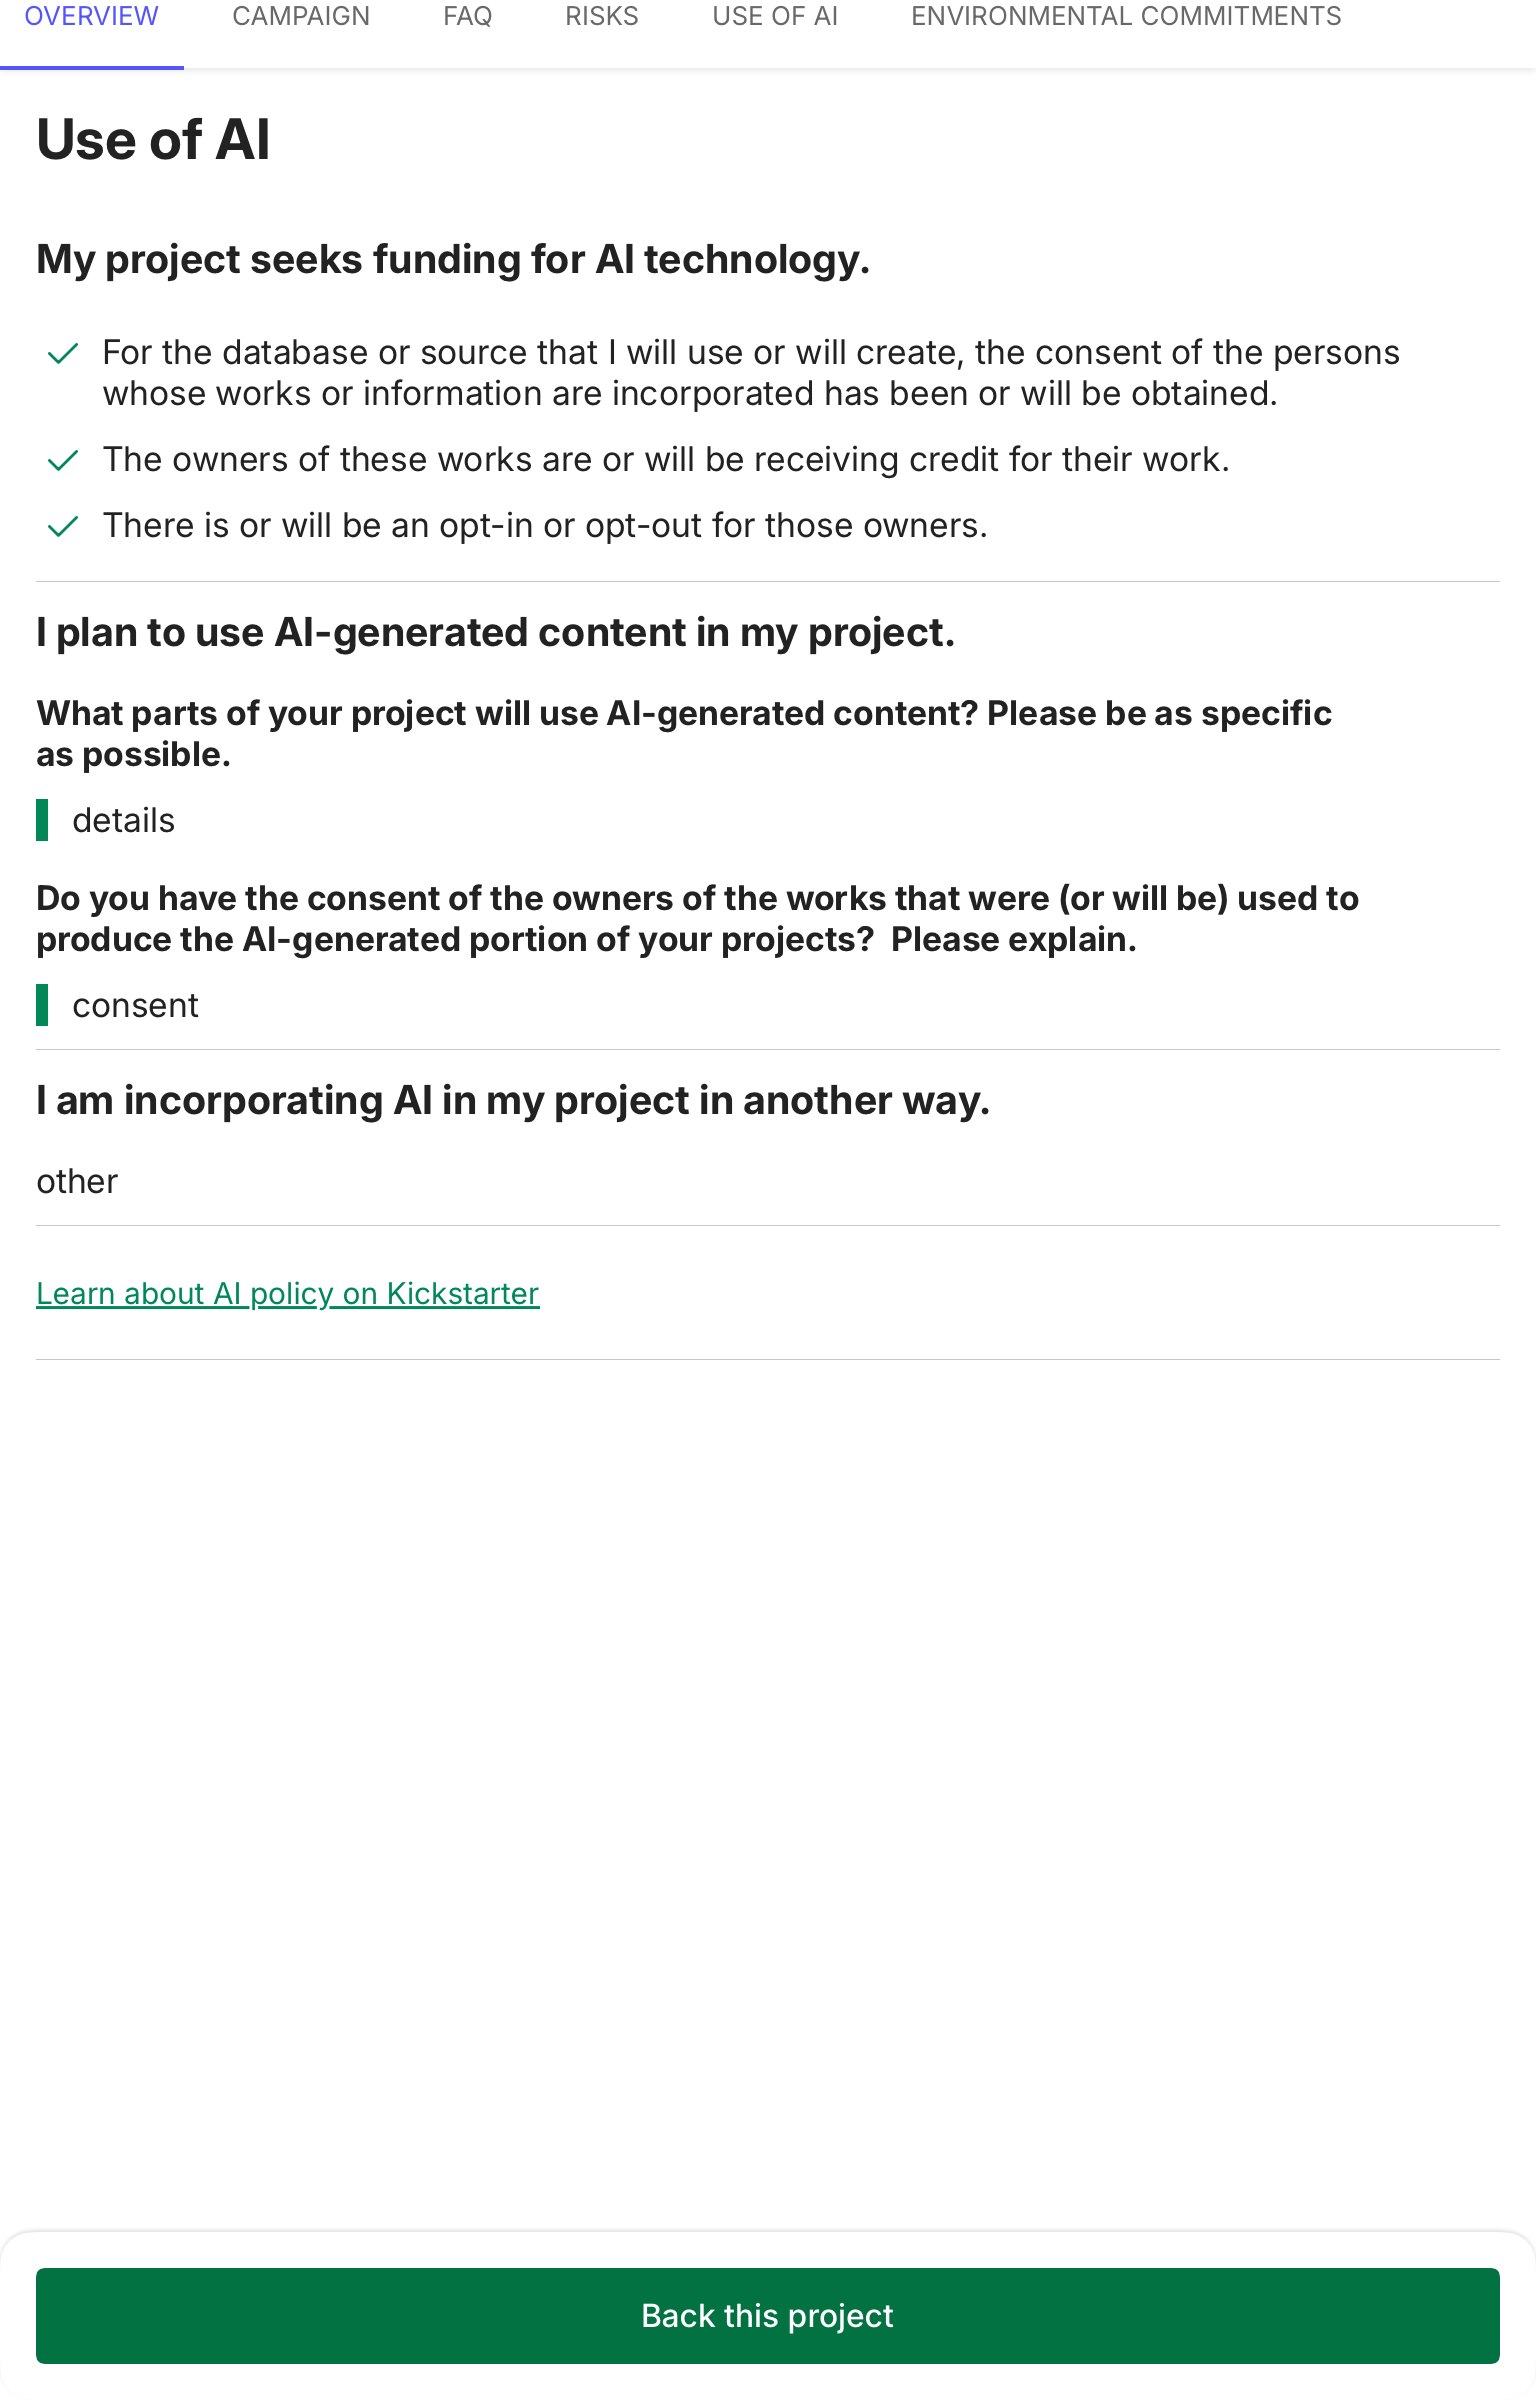 OVERVIEW CAMPAIGN FAQ RISKS USE OF AI ENVIRONMENTAL COMMITMENTS
Use of AI
My project seeks funding for AI technology.
For the database or source that I will use or will create, the consent of the persons
whose works or information are incorporated has been or will be obtained.
The owners of these works are or will be receiving credit for their work.
There is or will be an opt-in or opt-out for those owners.
I plan to use AI-generated content in my project.
What parts of your project will use AI-generated content? Please be as specific
as possible.
details
Do you have the consent of the owners of the works that were (or will be) used to
produce the AI-generated portion of your projects?  Please explain.
consent
I am incorporating AI in my project in another way.
other
Learn about AI policy on Kickstarter
Back this project